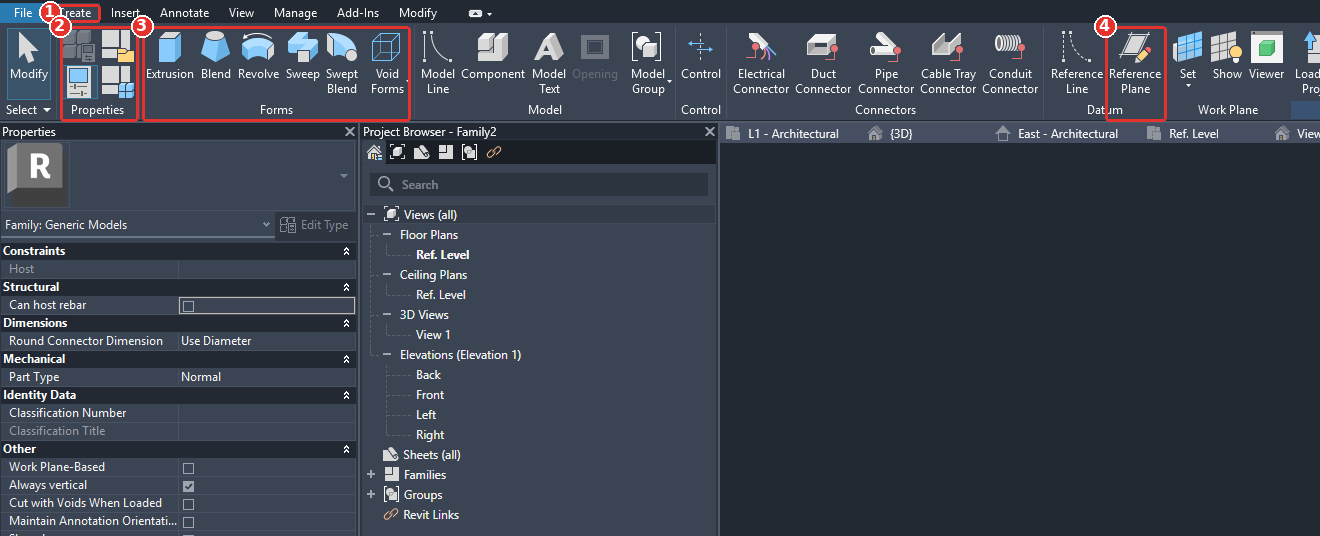 File Create Insert Annotate View Manage Add-Ins Modify
1 2 3 4
Modify
Extrusion Blend Revolve Sweep Swept Blend Void Forms
Model Line Component Model Text Opening Model Group
Control
Electrical Connector Duct Connector Pipe Connector Cable Tray Connector Conduit Connector
Reference Line Reference Plane
Set Show Viewer
Select Properties Forms Model Control Connectors Datum Work Plane
Properties
R
Family: Generic Models
Edit Type
Constraints
Host
Structural
Can host rebar
Dimensions
Round Connector Dimension Use Diameter
Mechanical
Part Type Normal
Identity Data
Classification Number
Classification Title
Other
Work Plane-Based
Always vertical
Cut with Voids When Loaded
Maintain Annotation Orientati...
Project Browser - Family2
Search
Views (all)
Floor Plans
Ref. Level
Ceiling Plans
Ref. Level
3D Views
View 1
Elevations (Elevation 1)
Back
Front
Left
Right
Sheets (all)
Families
Groups
Revit Links
L1 - Architectural {3D} East - Architectural Ref. Level